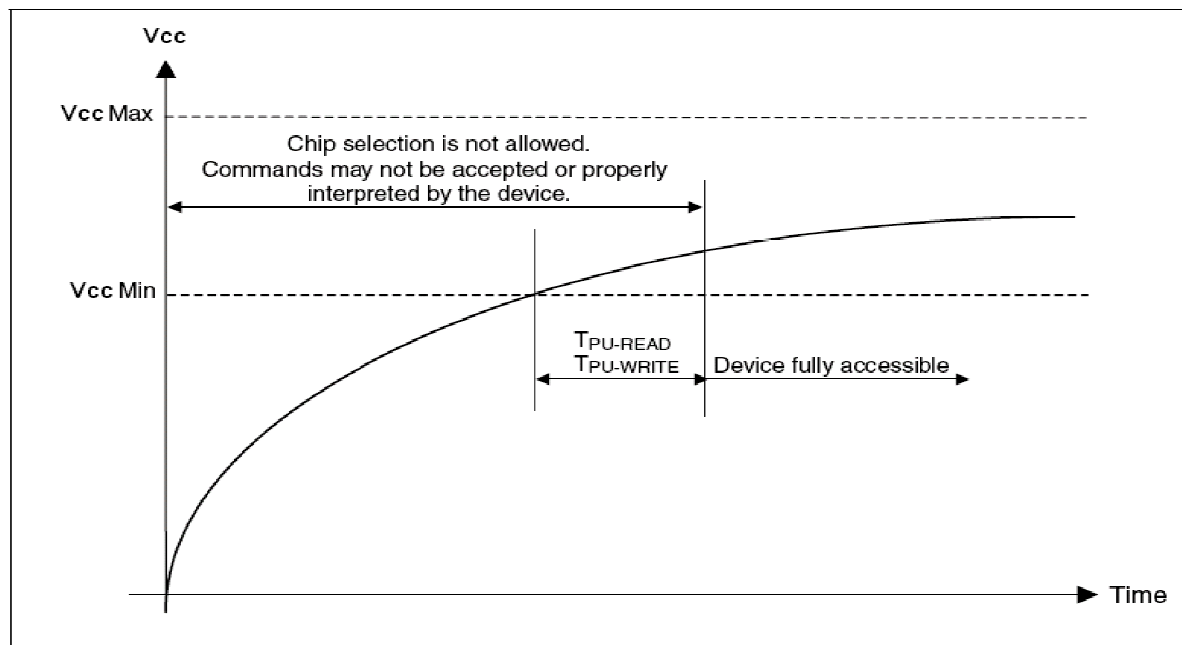 Vcc
Vcc Max
Chip selection is not allowed.
Commands may not be accepted or properly
interpreted by the device.
Vcc Min
TPU-READ
TPU-WRITE
Device fully accessible
Time